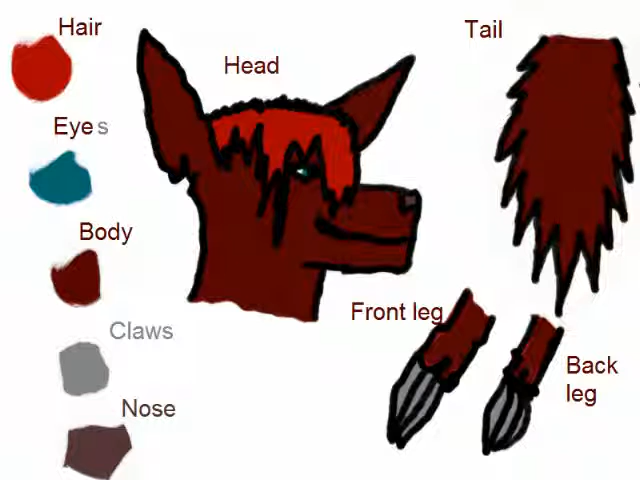 Hair
Tail
Head
Eyes
Body
Front leg
Claws
Back
leg
Nose